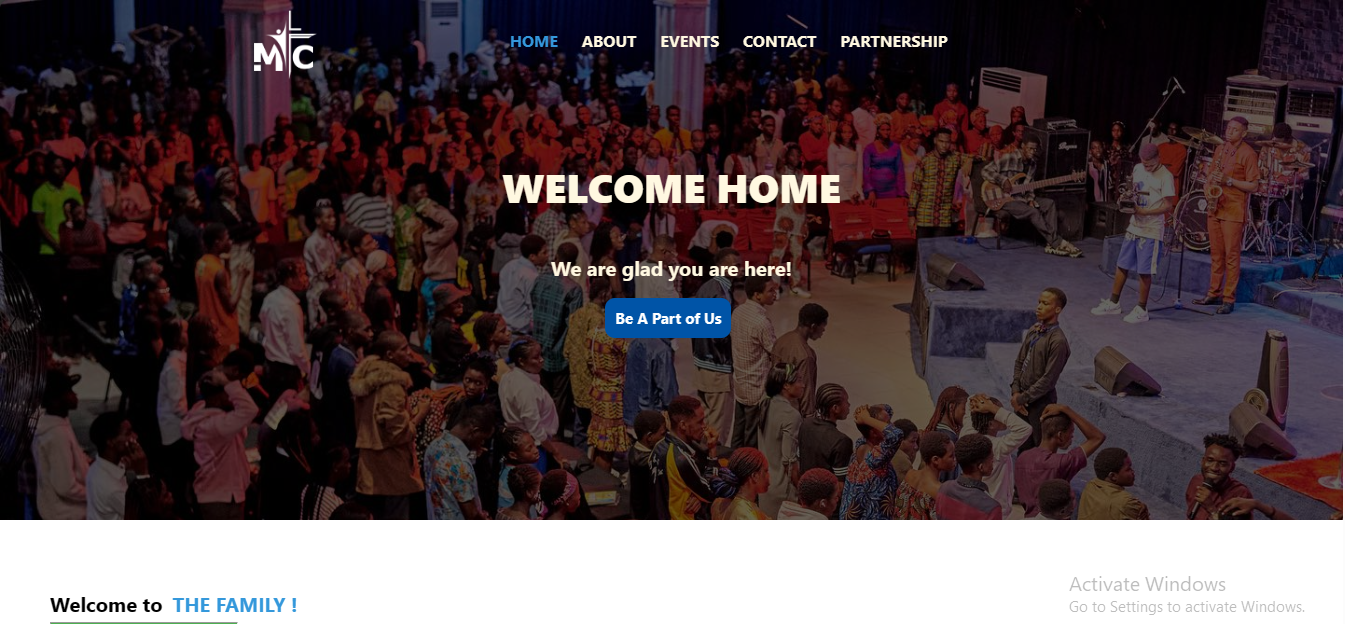 MC
HOME ABOUT EVENTS CONTACT PARTNERSHIP
WELCOME HOME
We are glad you are here!
Be A Part of Us
Welcome to THE FAMILY !
Activate Windows
Go to Settings to activate Windows.